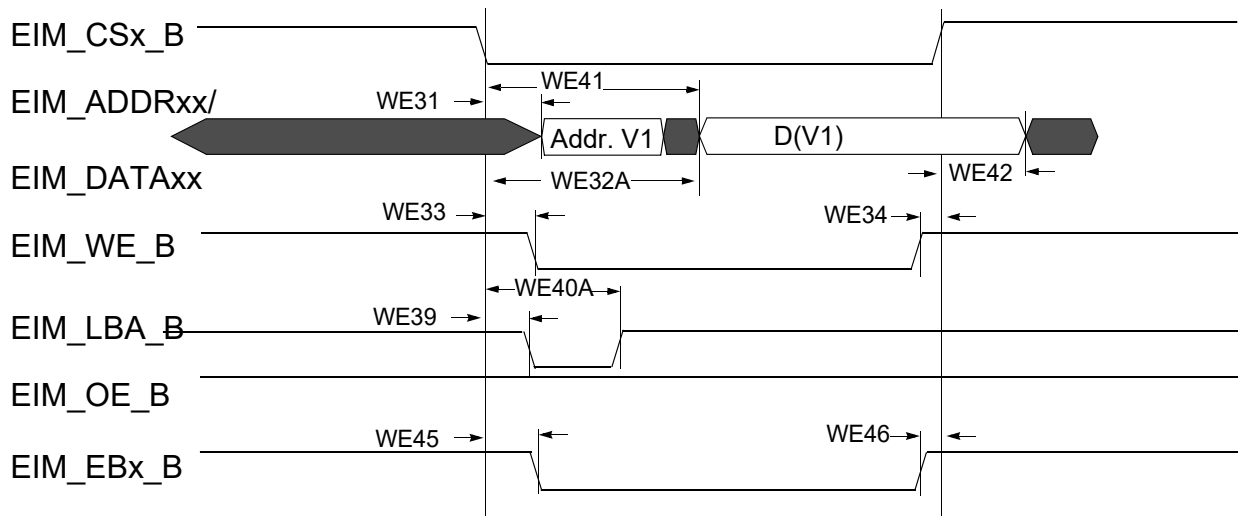 EIM_CSx_B
WE41
EIM_ADDRxx/
WE31
Addr. V1
D(V1)
EIM_DATAxx
WE32A
WE42
WE33
WE34
EIM_WE_B
WE40A
EIM_LBA_B
WE39
EIM_OE_B
WE45
WE46
EIM_EBx_B